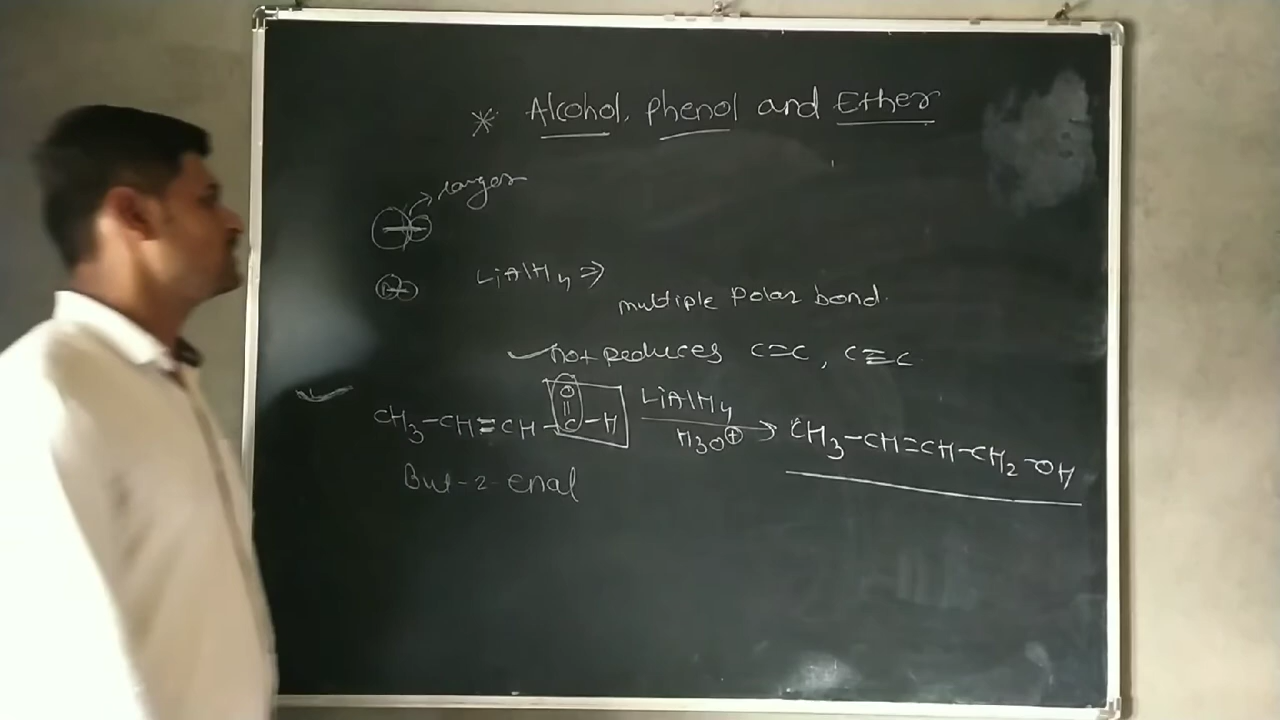 * Alcohol, phenol and Ether
larger
LiAlH4 ⇒
multiple Polar bond.
not reduces C=C, C≡C
O
||
CH3-CH=CH-C-H LiAlH4 / H3O⊕ → CH3-CH=CH-CH2-OH
But-2-enal